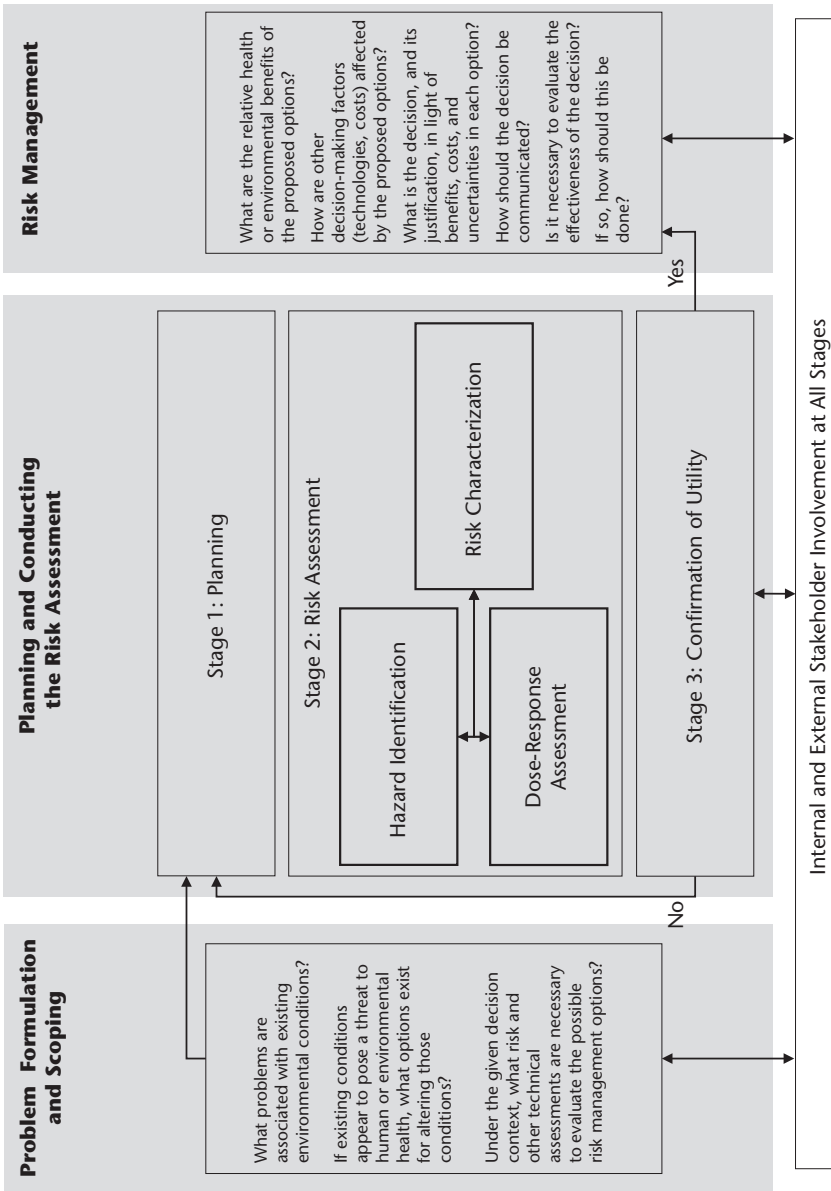 Problem Formulation
and Scoping
What problems are
associated with existing
environmental conditions?
If existing conditions
appear to pose a threat to
human or environmental
health, what options exist
for altering those
conditions?
Under the given decision
context, what risk and
other technical
assessments are necessary
to evaluate the possible
risk management options?
Planning and Conducting
the Risk Assessment
Stage 1: Planning
Stage 2: Risk Assessment
Hazard Identification
Dose-Response
Assessment
Risk Characterization
Stage 3: Confirmation of Utility
No
Yes
Risk Management
What are the relative health
or environmental benefits of
the proposed options?
How are other
decision-making factors
(technologies, costs) affected
by the proposed options?
What is the decision, and its
justification, in light of
benefits, costs, and
uncertainties in each option?
How should the decision be
communicated?
Is it necessary to evaluate the
effectiveness of the decision?
If so, how should this be
done?
Internal and External Stakeholder Involvement at All Stages